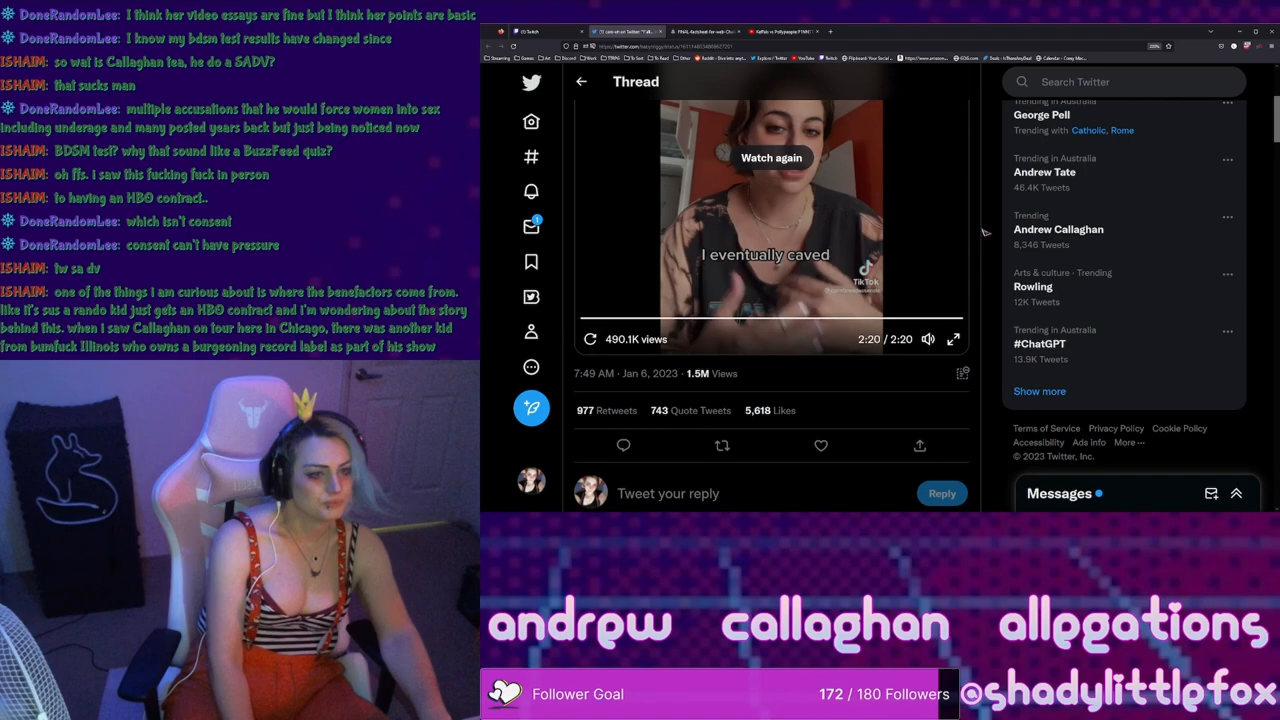 DoneRandomLee: I think her video essays are fine but I think her points are basic
DoneRandomLee: I know my bdsm test results have changed since
ISHAIM: so wat is Callaghan tea, he do a SADV?
ISHAIM: that sucks man
DoneRandomLee: multiple accusations that he would force women into sex
including underage and many posted years back but just being noticed now
ISHAIM: BDSM test? why that sound like a BuzzFeed quiz?
ISHAIM: oh ffs. i saw this fucking fuck in person
ISHAIM: to having an HBO contract..
DoneRandomLee: which isn't consent
DoneRandomLee: consent can't have pressure
ISHAIM: tw sa dv
ISHAIM: one of the things i am curious about is where the benefactors come from.
like it's sus a rando kid just gets an HBO contract and i'm wondering about the story
behind this. when i saw Callaghan on tour here in Chicago, there was another kid
from bumfuck Illinois who owns a burgeoning record label as part of his show
(1) Twitch
Thread
Search Twitter
Watch again
I eventually caved
TikTok
490.1K views
2:20 / 2:20
7:49 AM · Jan 6, 2023 · 1.5M Views
977 Retweets 743 Quote Tweets 5,618 Likes
Tweet your reply
Reply
1
Trending in Australia
George Pell
Trending with Catholic, Rome
Trending in Australia
Andrew Tate
46.4K Tweets
Trending
Andrew Callaghan
8,346 Tweets
Arts & culture · Trending
Rowling
12K Tweets
Trending in Australia
#ChatGPT
13.9K Tweets
Show more
Terms of Service Privacy Policy Cookie Policy
Accessibility Ads info More
© 2023 Twitter, Inc.
Messages
andrew callaghan allegations
Follower Goal
172 / 180 Followers
@shadylittlefox